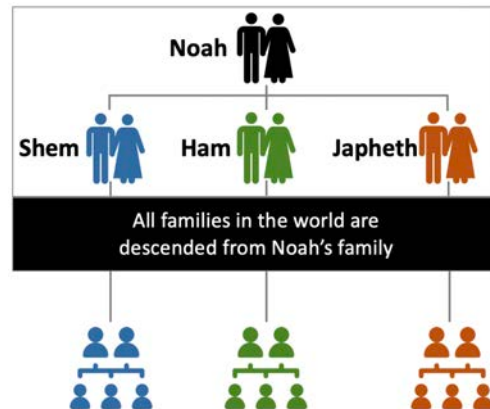 Noah
Shem
Ham
Japheth
All families in the world are
descended from Noah's family